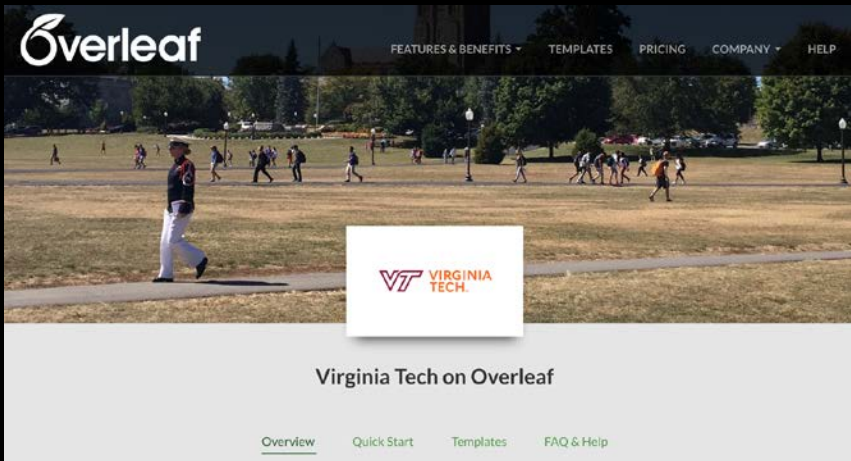 Overleaf
FEATURES & BENEFITS TEMPLATES PRICING COMPANY HELP
VT VIRGINIA
TECH.
Virginia Tech on Overleaf
Overview Quick Start Templates FAQ & Help